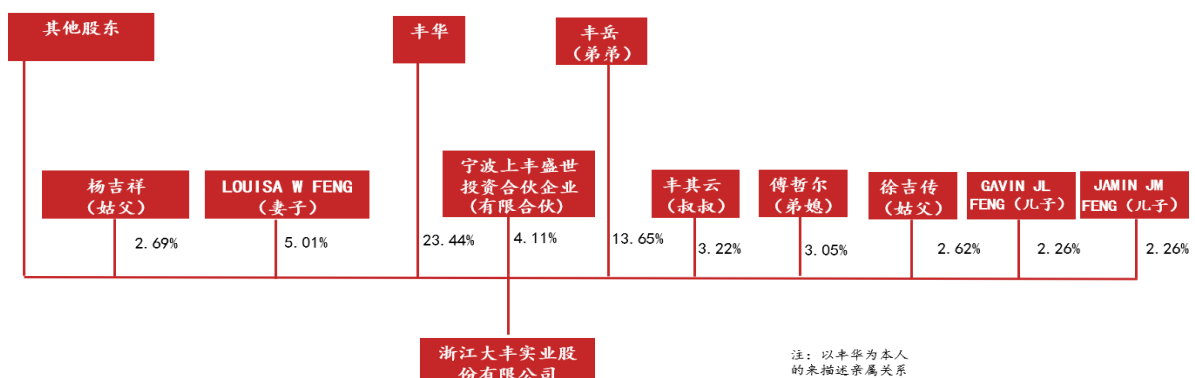 其他股东
丰华
丰岳
（弟弟）
杨吉祥
（姑父）
2.69%
LOUISA W FENG
（妻子）
5.01%
23.44%
宁波上丰盛世
投资合伙企业
(有限合伙)
4.11%
13.65%
丰其云
（叔叔）
3.22%
傅哲尔
（弟媳）
3.05%
徐吉传
（姑父）
2.62%
GAVIN JL
FENG（儿子）
2.26%
JAMIN JM
FENG（儿子）
2.26%
浙江大丰实业股
份有限公司
注：以丰华为本人
的来描述亲属关系